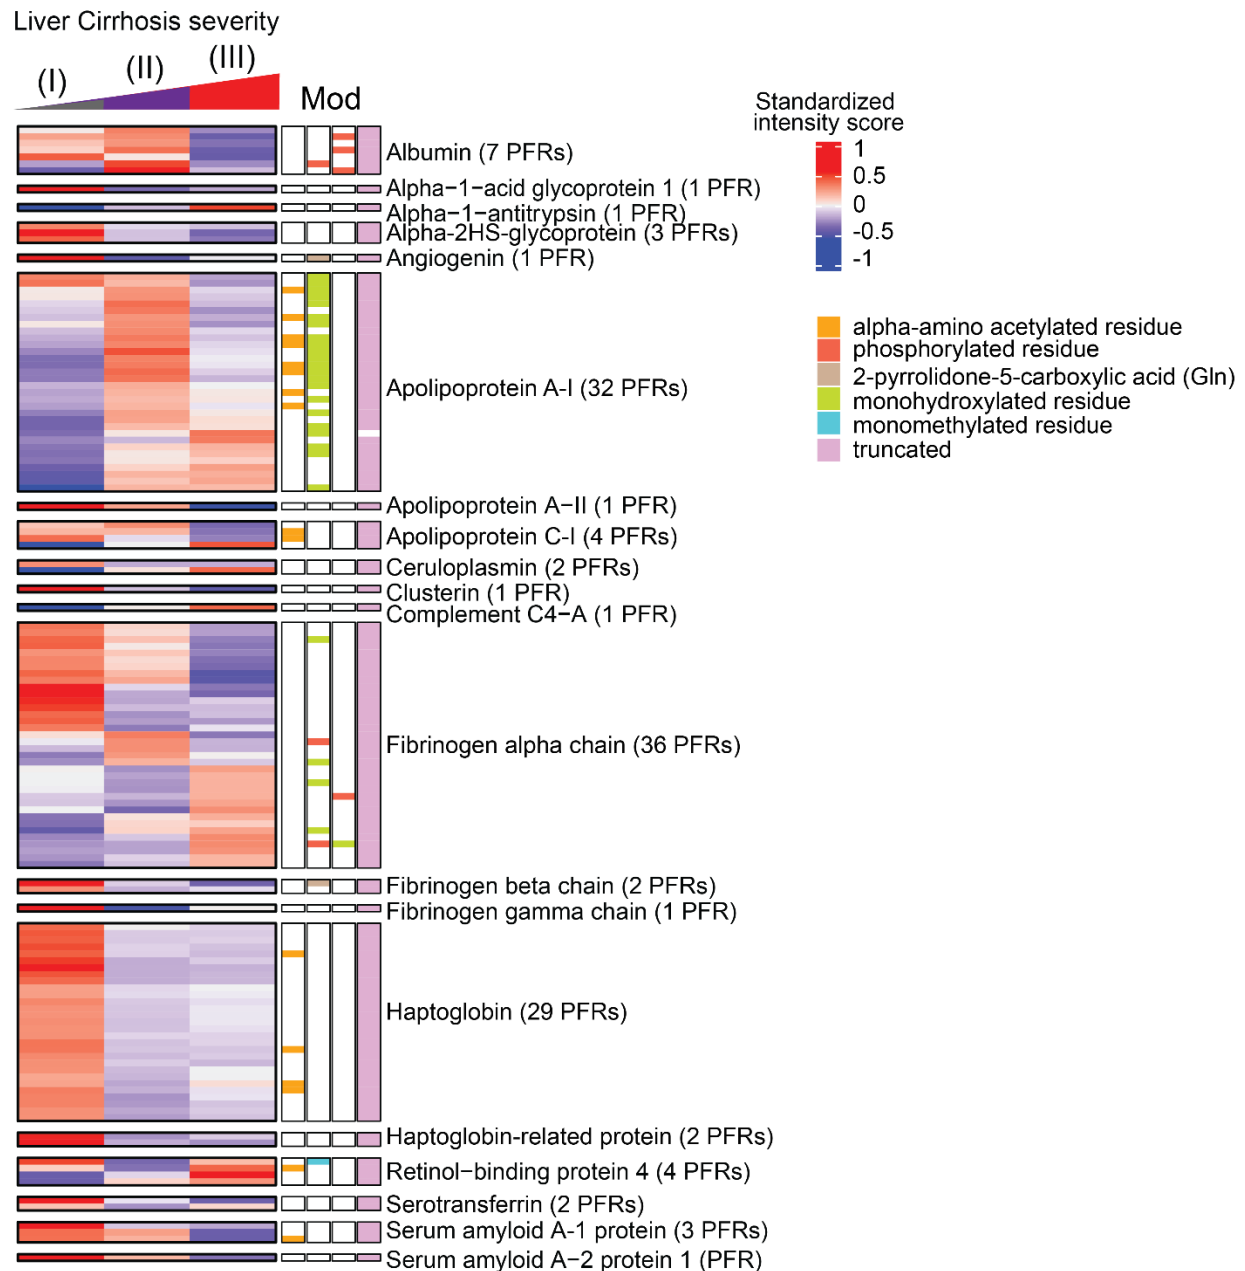 Liver Cirrhosis severity
(I) (II) (III)
Mod
Standardized
intensity score
1
0.5
0
-0.5
-1
alpha-amino acetylated residue
phosphorylated residue
2-pyrrolidone-5-carboxylic acid (Gln)
monohydroxylated residue
monomethylated residue
truncated
Albumin (7 PFRs)
Alpha−1−acid glycoprotein 1 (1 PFR)
Alpha−1−antitrypsin (1 PFR)
Alpha-2HS-glycoprotein (3 PFRs)
Angiogenin (1 PFR)
Apolipoprotein A-I (32 PFRs)
Apolipoprotein A−II (1 PFR)
Apolipoprotein C-I (4 PFRs)
Ceruloplasmin (2 PFRs)
Clusterin (1 PFR)
Complement C4−A (1 PFR)
Fibrinogen alpha chain (36 PFRs)
Fibrinogen beta chain (2 PFRs)
Fibrinogen gamma chain (1 PFR)
Haptoglobin (29 PFRs)
Haptoglobin-related protein (2 PFRs)
Retinol−binding protein 4 (4 PFRs)
Serotransferrin (2 PFRs)
Serum amyloid A-1 protein (3 PFRs)
Serum amyloid A−2 protein 1 (PFR)